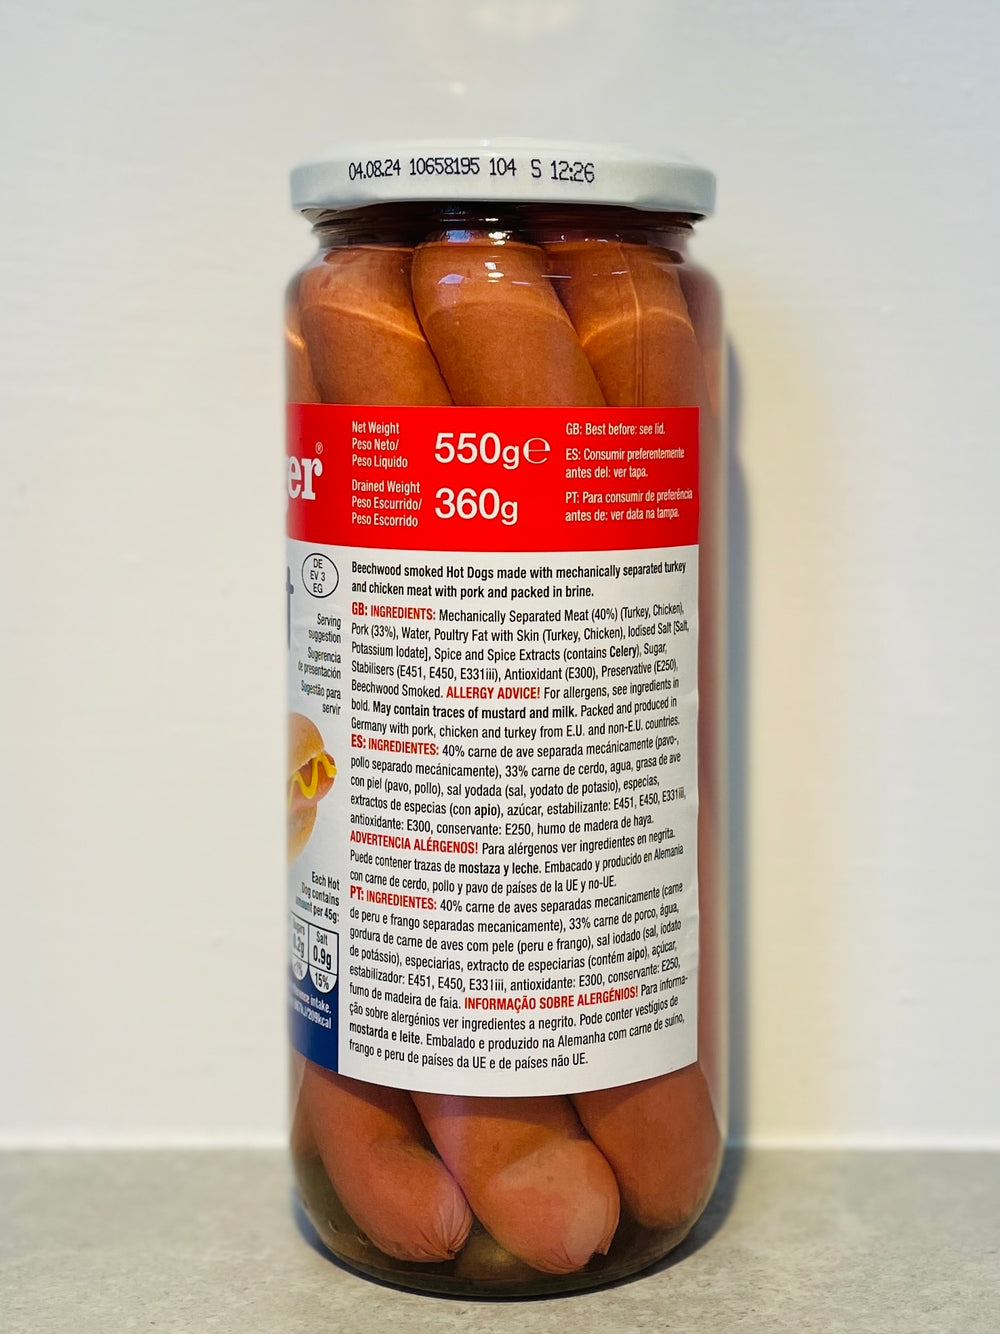 04.08.24 10658195 104 S 12:26
er®
Net Weight
Peso Neto/
Peso Líquido
550g℮
Drained Weight
Peso Escurrido/
Peso Escorrido
360g
GB: Best before: see lid.
ES: Consumir preferentemente
antes del: ver tapa.
PT: Para consumir de preferência
antes de: ver data na tampa.
DE
EV 3
EG
Serving
suggestion
Sugerencia
de presentación
Sugestão para
servir
Each Hot
Dog contains
amount per 45g:
Salt
0.9g
15%
intake.
/209kcal
Beechwood smoked Hot Dogs made with mechanically separated turkey
and chicken meat with pork and packed in brine.
GB: INGREDIENTS: Mechanically Separated Meat (40%) (Turkey, Chicken),
Pork (33%), Water, Poultry Fat with Skin (Turkey, Chicken), Iodised Salt [Salt,
Potassium Iodate], Spice and Spice Extracts (contains Celery), Sugar,
Stabilisers (E451, E450, E331iii), Antioxidant (E300), Preservative (E250),
Beechwood Smoked. ALLERGY ADVICE! For allergens, see ingredients in
bold. May contain traces of mustard and milk. Packed and produced in
Germany with pork, chicken and turkey from E.U. and non-E.U. countries.
ES: INGREDIENTES: 40% carne de ave separada mecánicamente (pavo-,
pollo separado mecánicamente), 33% carne de cerdo, agua, grasa de ave
con piel (pavo, pollo), sal yodada (sal, yodato de potasio), especias,
extractos de especias (con apio), azúcar, estabilizante: E451, E450, E331iii,
antioxidante: E300, conservante: E250, humo de madera de haya.
ADVERTENCIA ALÉRGENOS! Para alérgenos ver ingredientes en negrita.
Puede contener trazas de mostaza y leche. Embacado y producido en Alemania
con carne de cerdo, pollo y pavo de países de la UE y no-UE.
PT: INGREDIENTES: 40% carne de aves separadas mecanicamente (carne
de peru e frango separadas mecanicamente), 33% carne de porco, água,
gordura de carne de aves com pele (peru e frango), sal iodado (sal, iodato
de potássio), especiarias, extracto de especiarias (contém aipo), açúcar,
estabilizador: E451, E450, E331iii, antioxidante: E300, conservante: E250,
fumo de madeira de faia. INFORMAÇÃO SOBRE ALERGÉNIOS! Para informa-
ção sobre alergénios ver ingredientes a negrito. Pode conter vestígios de
mostarda e leite. Embalado e produzido na Alemanha com carne de suíno,
frango e peru de países da UE e de países não UE.